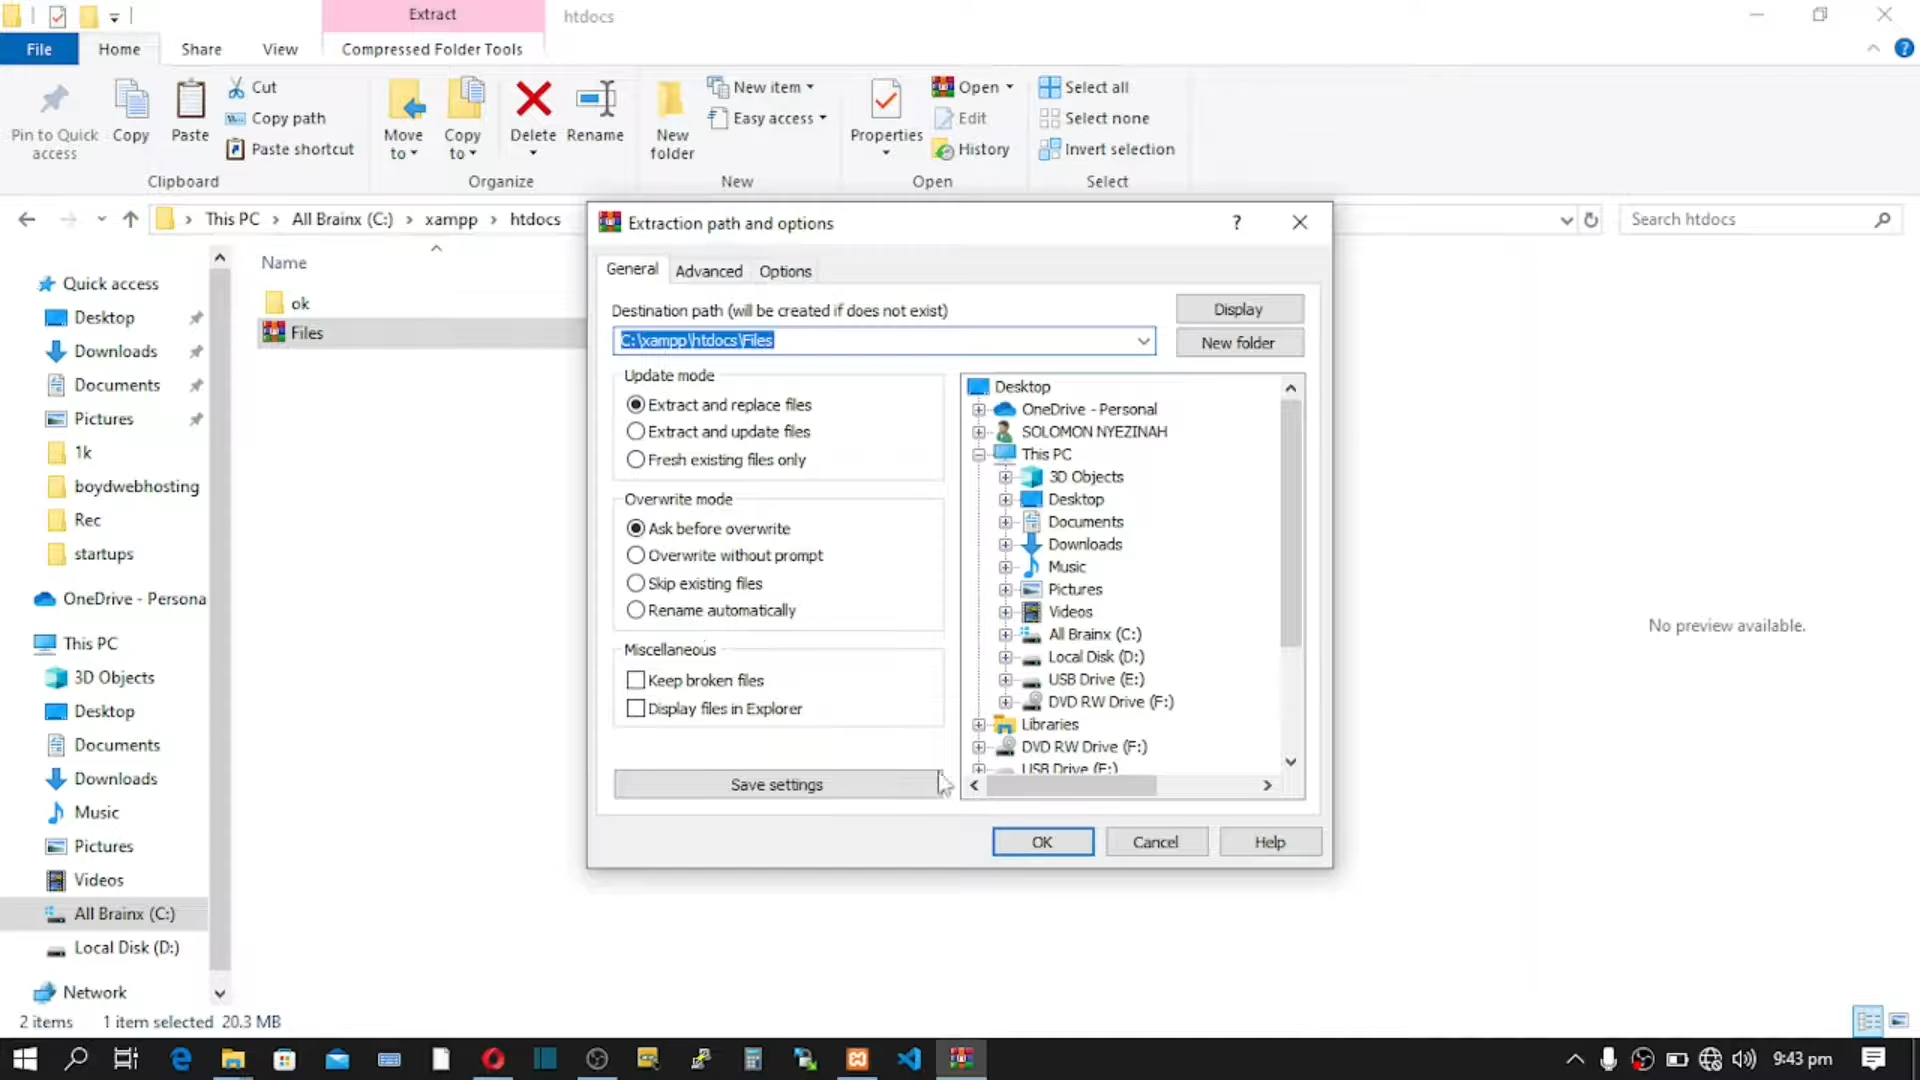 Extract
htdocs
File
Home
Share
View
Compressed Folder Tools
Pin to Quick access
Copy
Paste
Cut
Copy path
Paste shortcut
Clipboard
Move to
Copy to
Delete
Rename
Organize
New folder
New item
Easy access
New
Properties
Open
Edit
History
Open
Select all
Select none
Invert selection
Select
This PC
All Brainx (C:)
xampp
htdocs
Search htdocs
Quick access
Desktop
Downloads
Documents
Pictures
1k
boydwebhosting
Rec
startups
OneDrive - Persona
This PC
3D Objects
Desktop
Documents
Downloads
Music
Pictures
Videos
All Brainx (C:)
Local Disk (D:)
Network
Name
ok
Files
Extraction path and options
?
General
Advanced
Options
Destination path (will be created if does not exist)
C:\xampp\htdocs\Files
Display
New folder
Update mode
Extract and replace files
Extract and update files
Fresh existing files only
Overwrite mode
Ask before overwrite
Overwrite without prompt
Skip existing files
Rename automatically
Miscellaneous
Keep broken files
Display files in Explorer
Save settings
Desktop
OneDrive - Personal
SOLOMON NYEZINAH
This PC
3D Objects
Desktop
Documents
Downloads
Music
Pictures
Videos
All Brainx (C:)
Local Disk (D:)
USB Drive (E:)
DVD RW Drive (F:)
Libraries
DVD RW Drive (F:)
USB Drive (E:)
OK
Cancel
Help
No preview available.
2 items
1 item selected 20.3 MB
9:43 pm